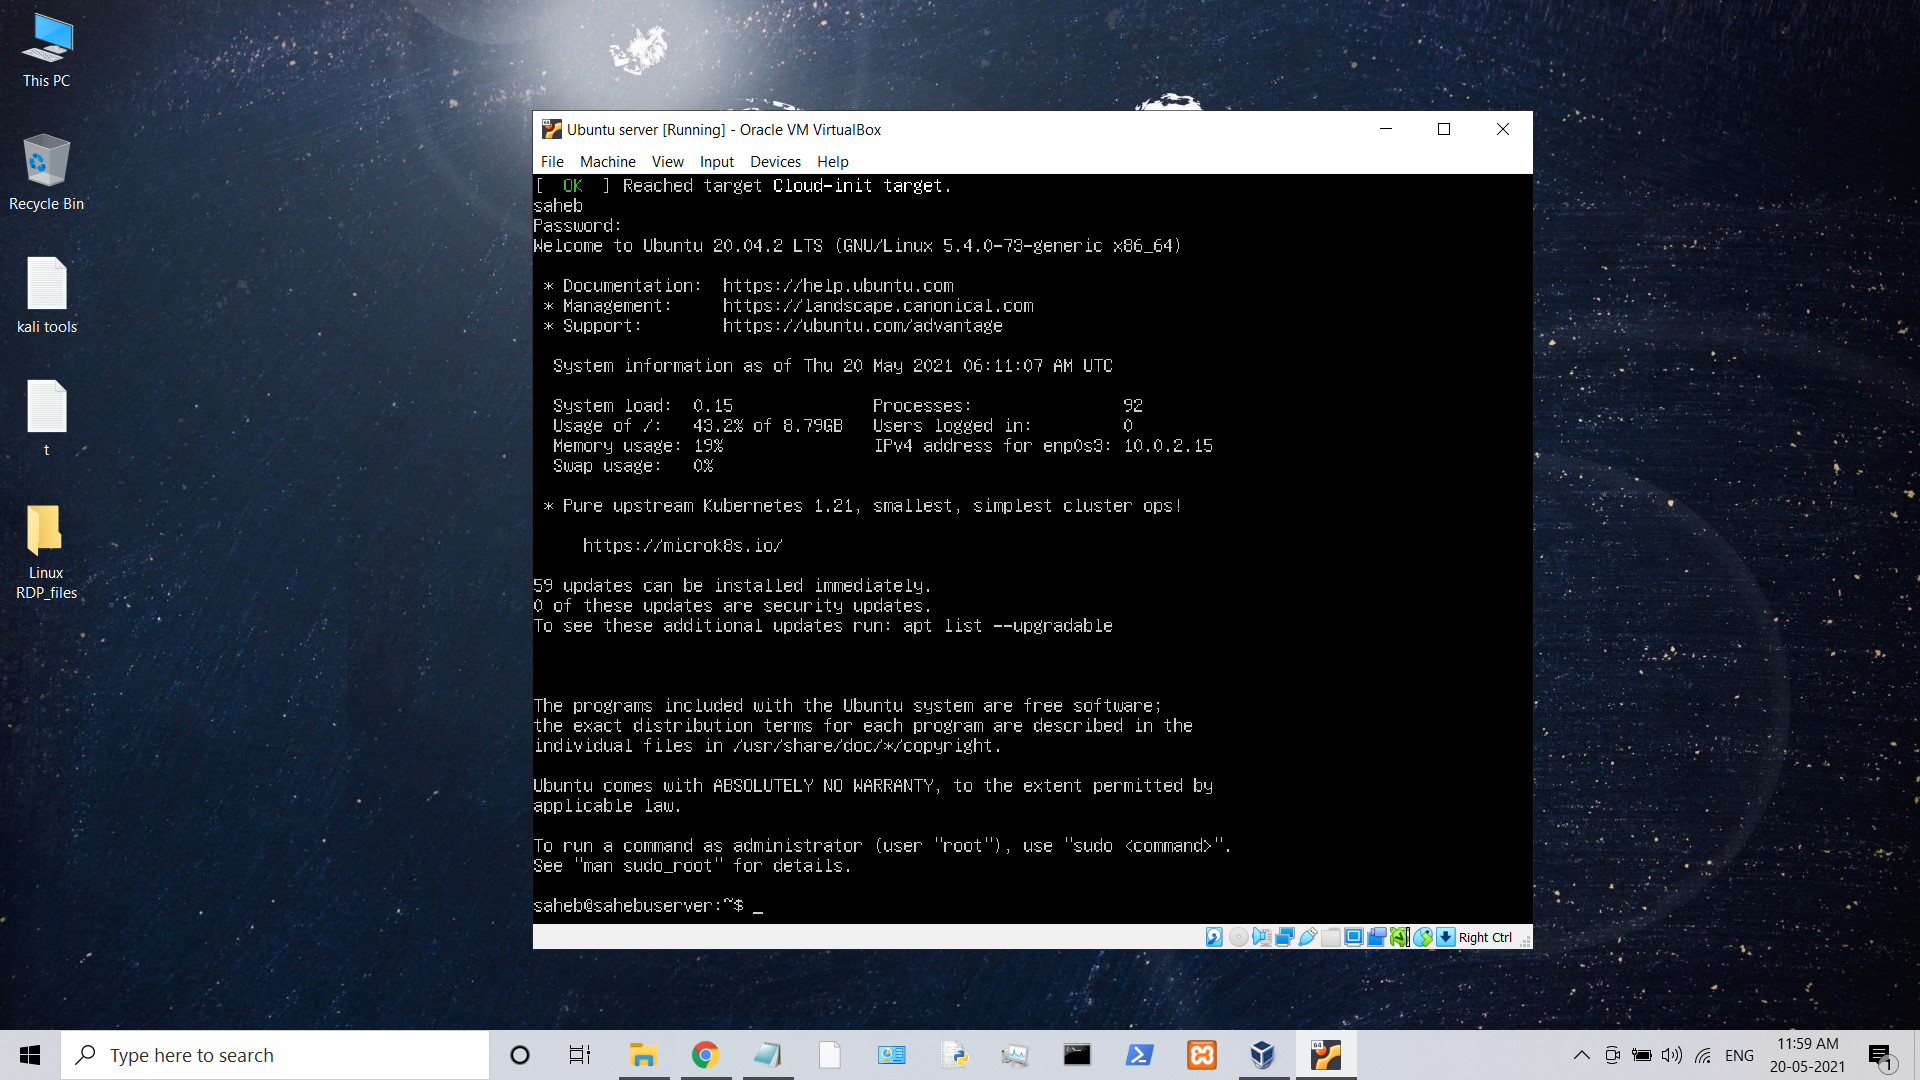 This PC
Recycle Bin
kali tools
t
Linux
RDP_files
Ubuntu server [Running] - Oracle VM VirtualBox
File Machine View Input Devices Help
[  OK  ] Reached target Cloud-init target.
saheb
Password:
Welcome to Ubuntu 20.04.2 LTS (GNU/Linux 5.4.0-73-generic x86_64)
* Documentation:  https://help.ubuntu.com
* Management:     https://landscape.canonical.com
* Support:        https://ubuntu.com/advantage
System information as of Thu 20 May 2021 06:11:07 AM UTC
System load:  0.15              Processes:               92
Usage of /:   43.2% of 8.79GB   Users logged in:         0
Memory usage: 19%               IPv4 address for enp0s3: 10.0.2.15
Swap usage:   0%
* Pure upstream Kubernetes 1.21, smallest, simplest cluster ops!
https://microk8s.io/
59 updates can be installed immediately.
0 of these updates are security updates.
To see these additional updates run: apt list --upgradable
The programs included with the Ubuntu system are free software;
the exact distribution terms for each program are described in the
individual files in /usr/share/doc/*/copyright.
Ubuntu comes with ABSOLUTELY NO WARRANTY, to the extent permitted by
applicable law.
To run a command as administrator (user "root"), use "sudo <command>".
See "man sudo_root" for details.
saheb@sahebuserver:~$ _
Right Ctrl
Type here to search
64
ENG
11:59 AM
20-05-2021
1